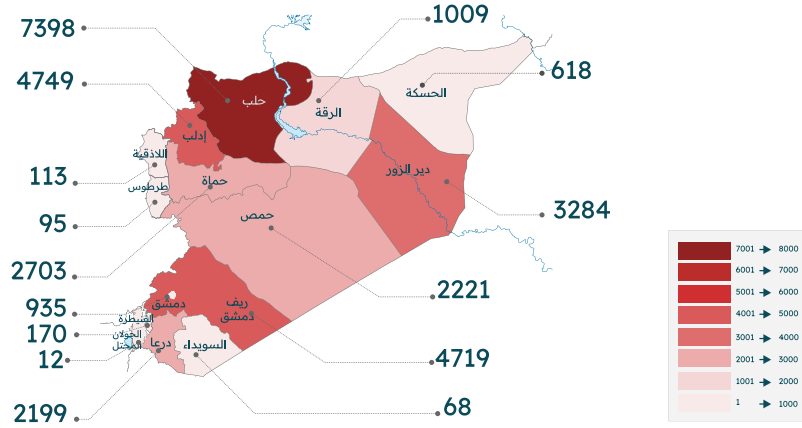 1009
7398
618
4749
حلب
الحسكة
الرقة
إدلب
اللاذقية
دير الزور
حماة
113
طرطوس
3284
95
حمص
2703
2221
935
دمشق
ريف
دمشق
القنيطرة
170
الجولان
المحتل
درعا
السويداء
12
4719
2199
68
7001 → 8000
6001 → 7000
5001 → 6000
4001 → 5000
3001 → 4000
2001 → 3000
1001 → 2000
1 → 1000